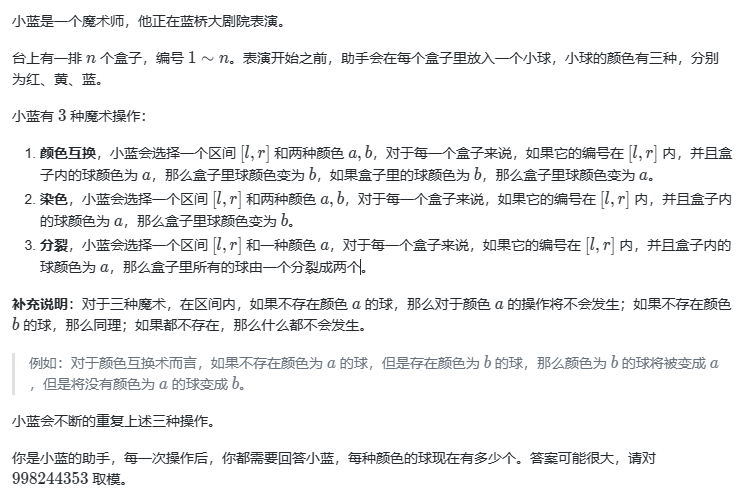 小蓝是一个魔术师，他正在蓝桥大剧院表演。
台上有一排 n 个盒子，编号 1 ∼ n。表演开始之前，助手会在每个盒子里放入一个小球，小球的颜色有三种，分别
为红、黄、蓝。
小蓝有 3 种魔术操作：
1. 颜色互换，小蓝会选择一个区间 [l, r] 和两种颜色 a, b，对于每一个盒子来说，如果它的编号在 [l, r] 内，并且盒
子内的球颜色为 a，那么盒子里球颜色变为 b，如果盒子里的球颜色为 b，那么盒子里球颜色变为 a。
2. 染色，小蓝会选择一个区间 [l, r] 和两种颜色 a, b，对于每一个盒子来说，如果它的编号在 [l, r] 内，并且盒子内
的球颜色为 a，那么盒子里球颜色变为 b。
3. 分裂，小蓝会选择一个区间 [l, r] 和一种颜色 a，对于每一个盒子来说，如果它的编号在 [l, r] 内，并且盒子内的
球颜色为 a，那么盒子里所有的球由一个分裂成两个。
补充说明：对于三种魔术，在区间内，如果不存在颜色 a 的球，那么对于颜色 a 的操作将不会发生；如果不存在颜色
b 的球，那么同理；如果都不存在，那么什么都不会发生。
例如：对于颜色互换术而言，如果不存在颜色为 a 的球，但是存在颜色为 b 的球，那么颜色为 b 的球将被变成 a
，但是将没有颜色为 a 的球变成 b。
小蓝会不断的重复上述三种操作。
你是小蓝的助手，每一次操作后，你都需要回答小蓝，每种颜色的球现在有多少个。答案可能很大，请对
998244353 取模。